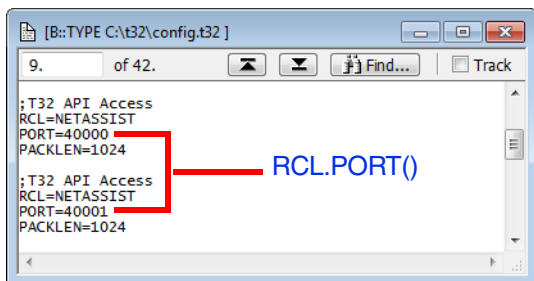 [B::TYPE C:\t32\config.t32 ]
9. of 42. Find... Track
;T32 API Access
RCL=NETASSIST
PORT=40000
PACKLEN=1024
RCL.PORT()
;T32 API Access
RCL=NETASSIST
PORT=40001
PACKLEN=1024